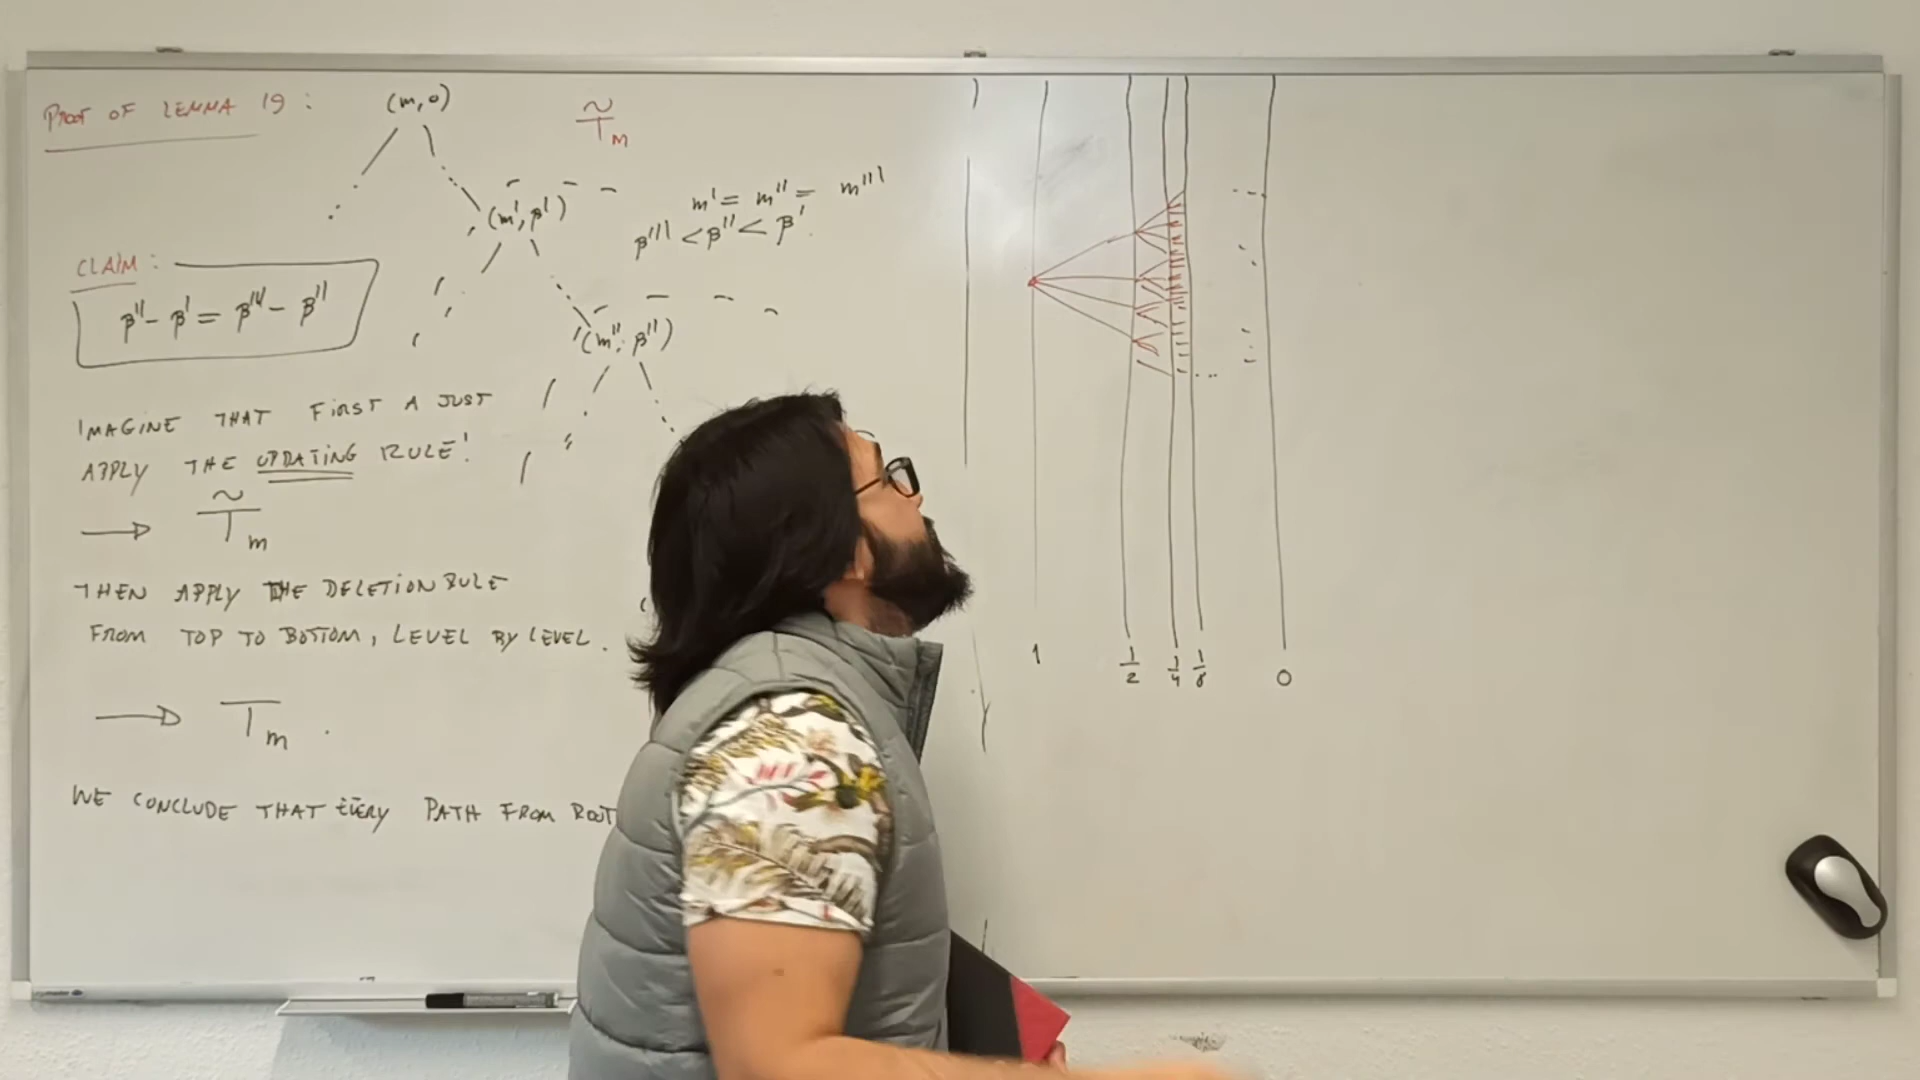 PROOF OF LEMMA 19 :
(m,0)
T̃m
(m',β')
m' = m'' = m'''
β''' < β'' < β'
CLAIM :
β'' - β' = β''' - β''
(m'', β'')
IMAGINE THAT FIRST A JUST
APPLY THE UPDATING RULE!
→ T̃m
THEN APPLY THE DELETION RULE
FROM TOP TO BOTTOM, LEVEL BY LEVEL.
→ Tm .
WE CONCLUDE THAT EVERY PATH FROM ROOT
1 1/2 1/4 1/8 0